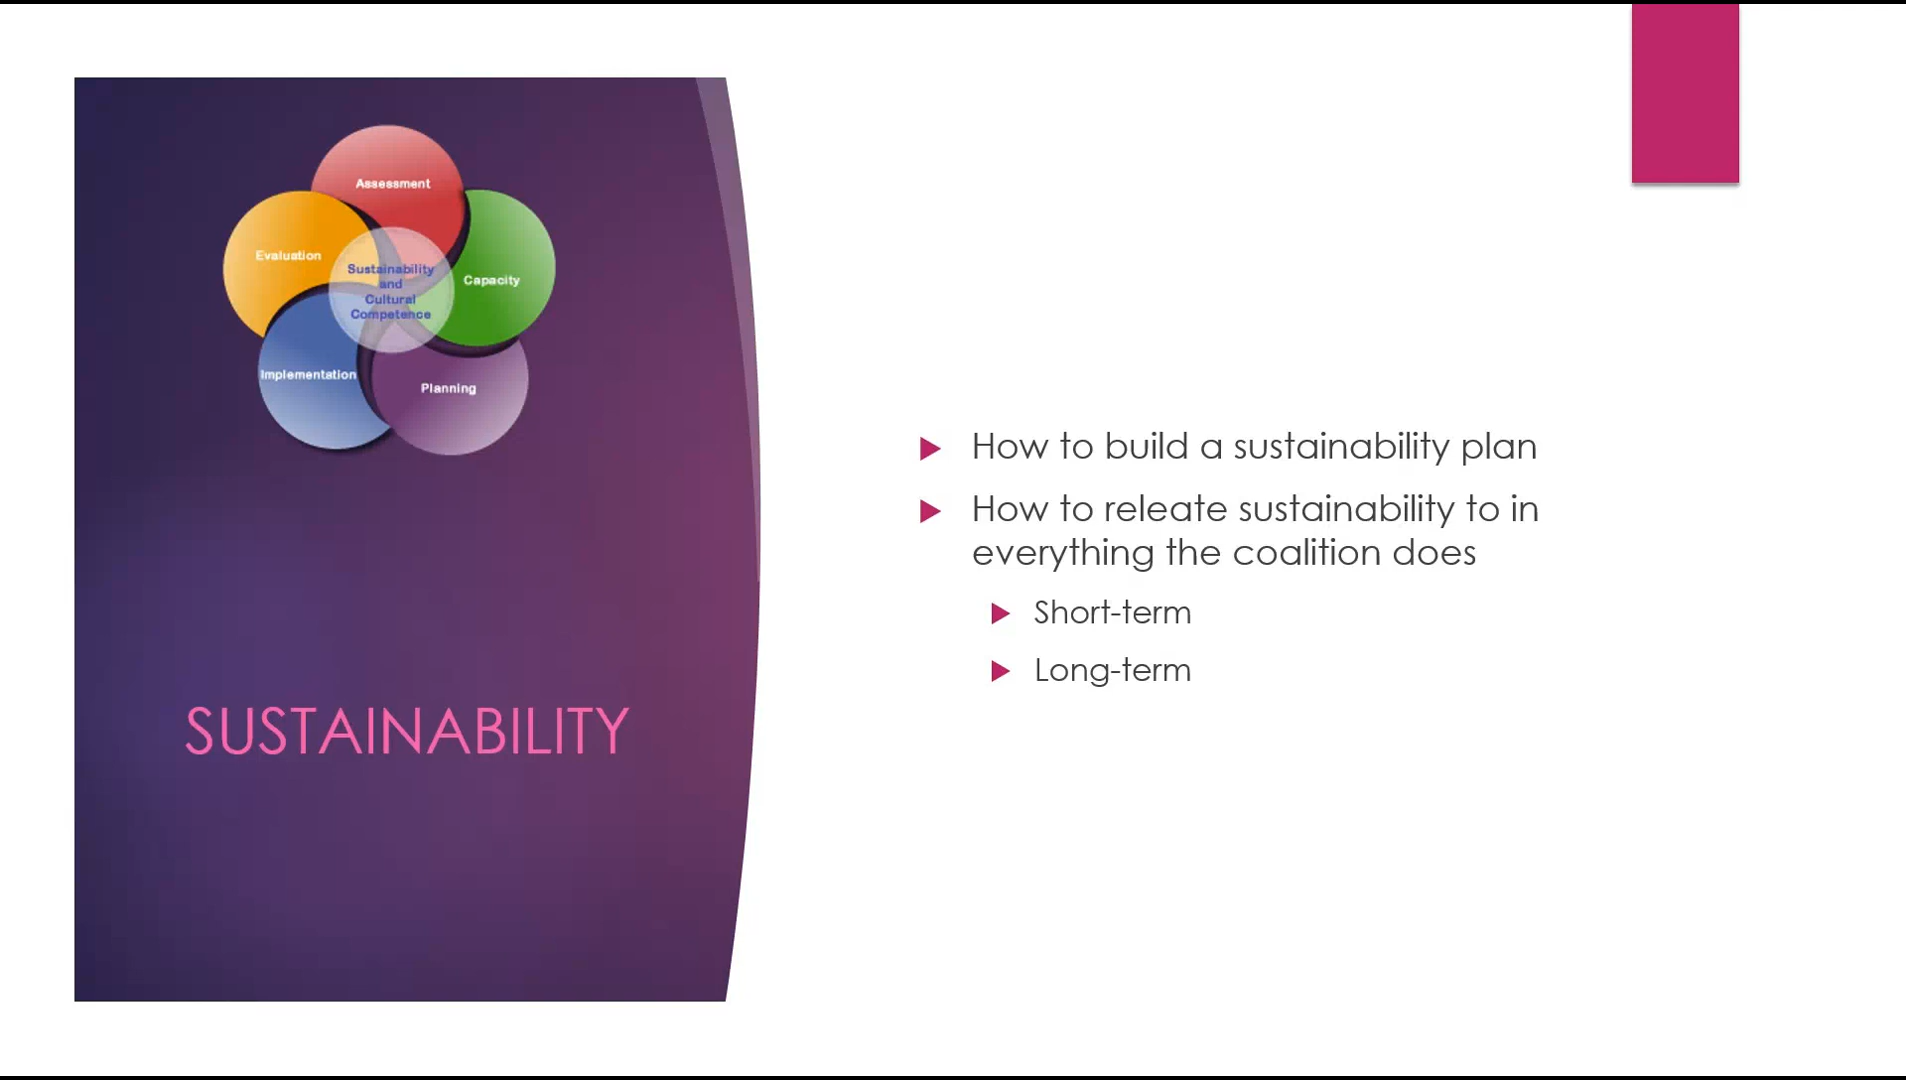 Assessment
Evaluation
Capacity
Sustainability
and
Cultural
Competence
Implementation
Planning
SUSTAINABILITY
How to build a sustainability plan
How to releate sustainability to in
everything the coalition does
Short-term
Long-term